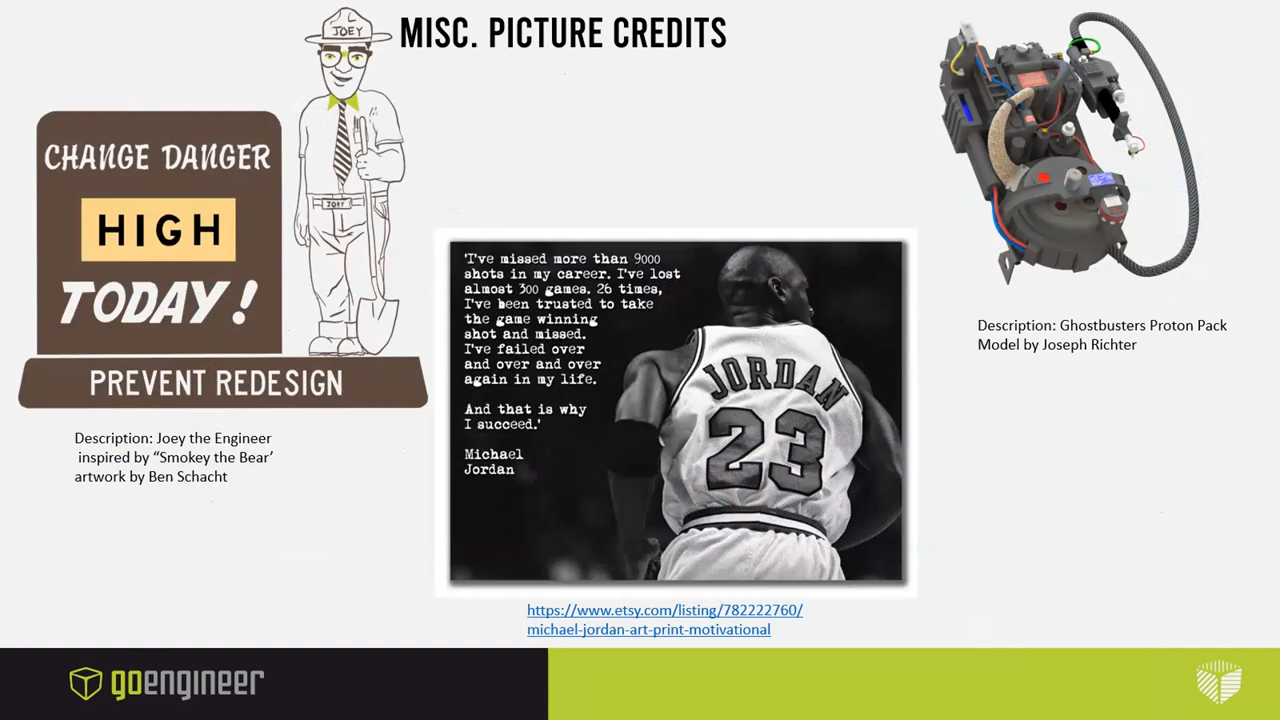 MISC. PICTURE CREDITS
JOEY
CHANGE DANGER
HIGH
TODAY!
JOEY
PREVENT REDESIGN
Description: Joey the Engineer
inspired by “Smokey the Bear’
artwork by Ben Schacht
'I've missed more than 9000
shots in my career. I've lost
almost 300 games. 26 times,
I've been trusted to take
the game winning
shot and missed.
I've failed over
and over and over
again in my life.
And that is why
I succeed.'
Michael
Jordan
JORDAN
23
https://www.etsy.com/listing/782222760/
michael-jordan-art-print-motivational
Description: Ghostbusters Proton Pack
Model by Joseph Richter
goengineer